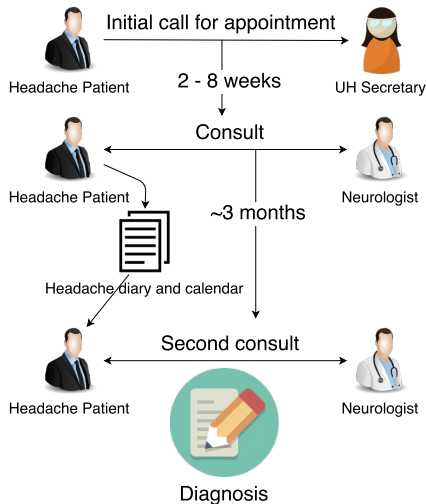 Initial call for appointment
Headache Patient
UH Secretary
2 - 8 weeks
Consult
Headache Patient
Neurologist
~3 months
Headache diary and calendar
Second consult
Headache Patient
Neurologist
Diagnosis